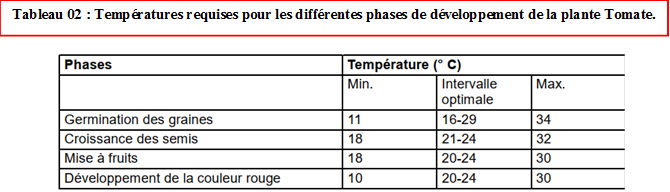 Tableau 02 : Températures requises pour les différentes phases de développement de la plante Tomate.
Phases Température (° C)
Min. Intervalle optimale Max.
Germination des graines 11 16-29 34
Croissance des semis 18 21-24 32
Mise à fruits 18 20-24 30
Développement de la couleur rouge 10 20-24 30